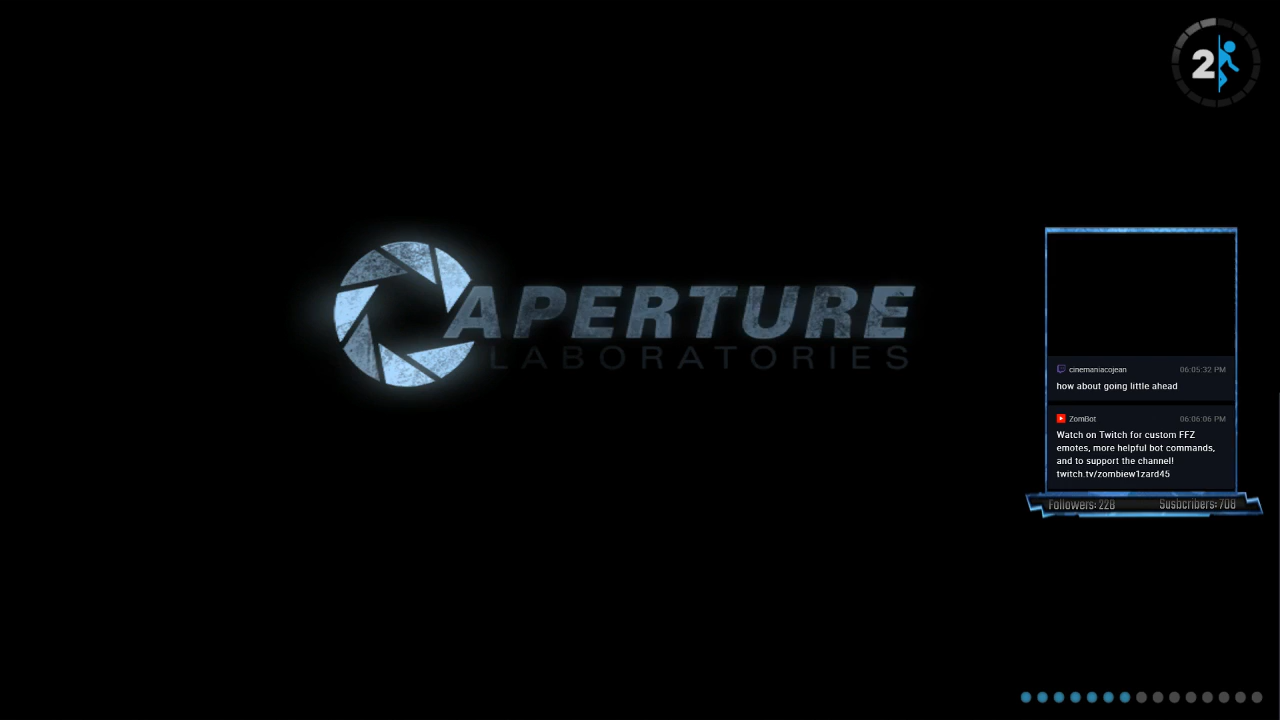 2
APERTURE
LABORATORIES
cinemaniacojean 06:05:32 PM
how about going little ahead
ZomBot 06:06:06 PM
Watch on Twitch for custom FFZ
emotes, more helpful bot commands,
and to support the channel!
twitch.tv/zombiew1zard45
Followers: 228 Susbcribers: 708